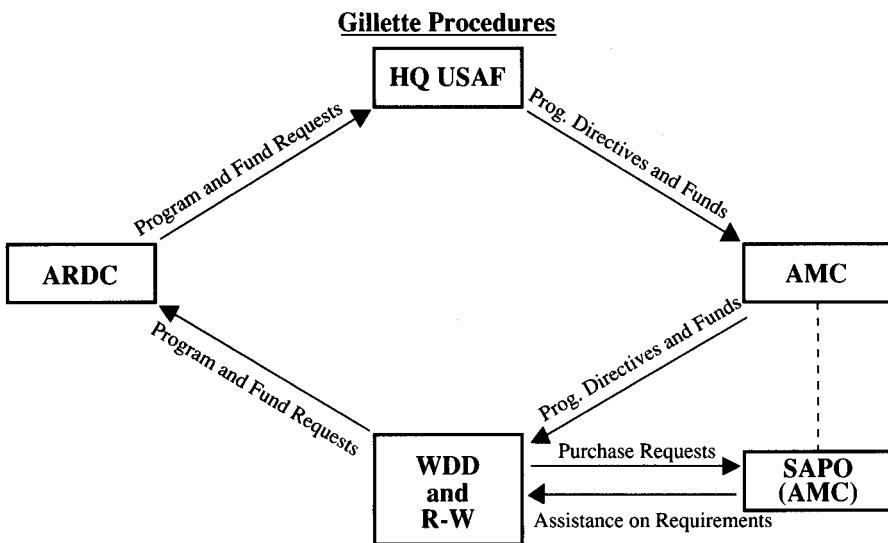 Gillette Procedures
HQ USAF
Program and Fund Requests
Prog. Directives and Funds
ARDC
AMC
Program and Fund Requests
Prog. Directives and Funds
WDD
and
R-W
Purchase Requests
Assistance on Requirements
SAPO
(AMC)